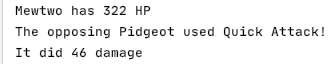 Mewtwo has 322 HP
The opposing Pidgeot used Quick Attack!
It did 46 damage